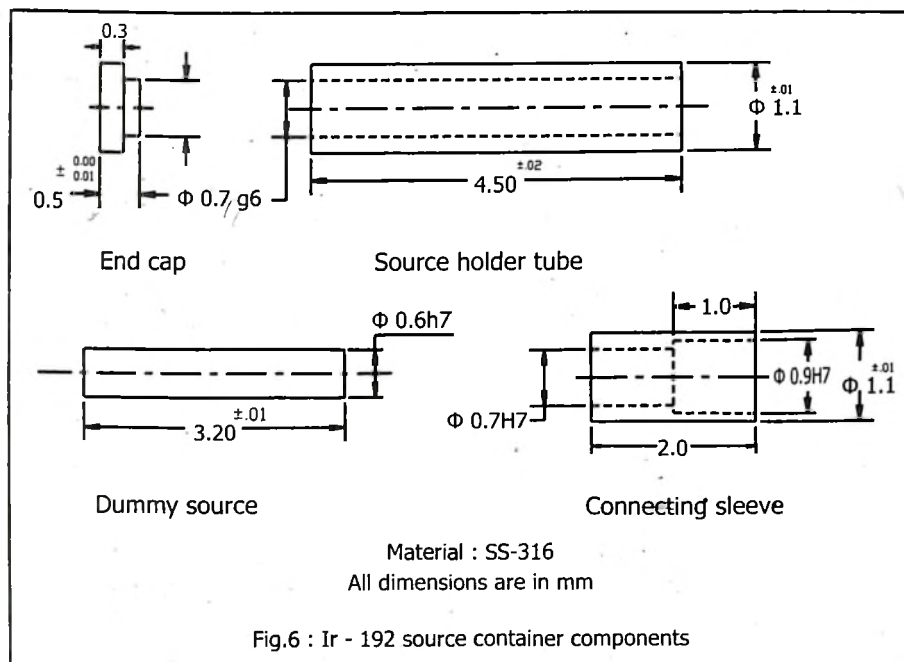 0.3
± 0.00
0.01
0.5
Φ 0.7 g6
±.01
Φ 1.1
±.02
4.50
End cap
Source holder tube
Φ 0.6h7
±.01
3.20
1.0
Φ 0.7H7
Φ 0.9H7
±.01
Φ 1.1
2.0
Dummy source
Connecting sleeve
Material : SS-316
All dimensions are in mm
Fig.6 : Ir - 192 source container components